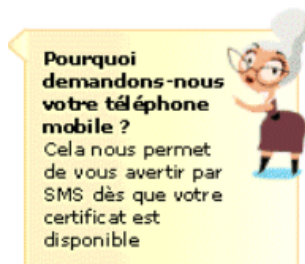 Pourquoi
demandons-nous
votre téléphone
mobile ?
Cela nous permet
de vous avertir par
SMS dès que votre
certificat est
disponible